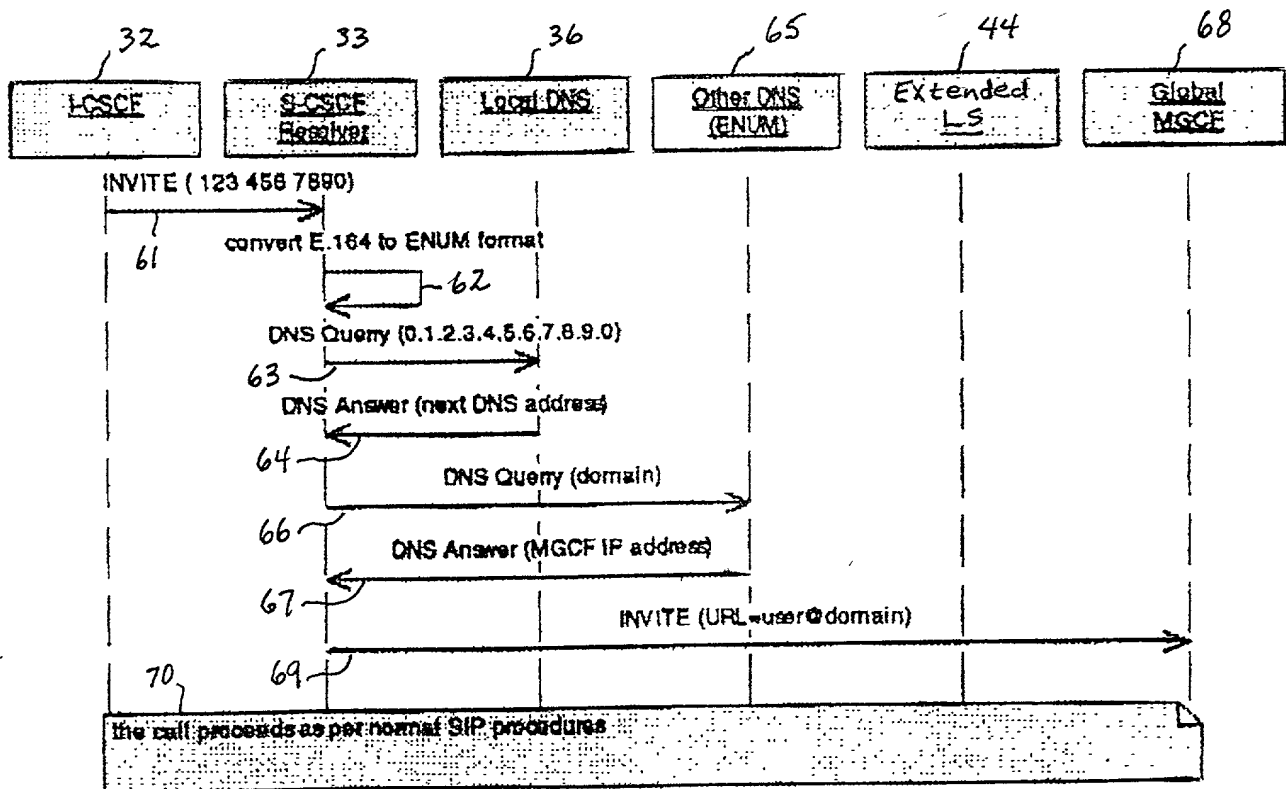 32
33
36
65
44
68
I-CSCF
S-CSCF
Resolver
Local DNS
Other DNS
(ENUM)
Extended
LS
Global
MGCF
INVITE ( 123 456 7890)
61
convert E.164 to ENUM format
62
DNS Query (0.1.2.3.4.5.6.7.8.9.0)
63
DNS Answer (next DNS address)
64
DNS Query (domain)
66
DNS Answer (MGCF IP address)
67
INVITE (URL=user@domain)
69
70
the call proceeds as per normal SIP procedures